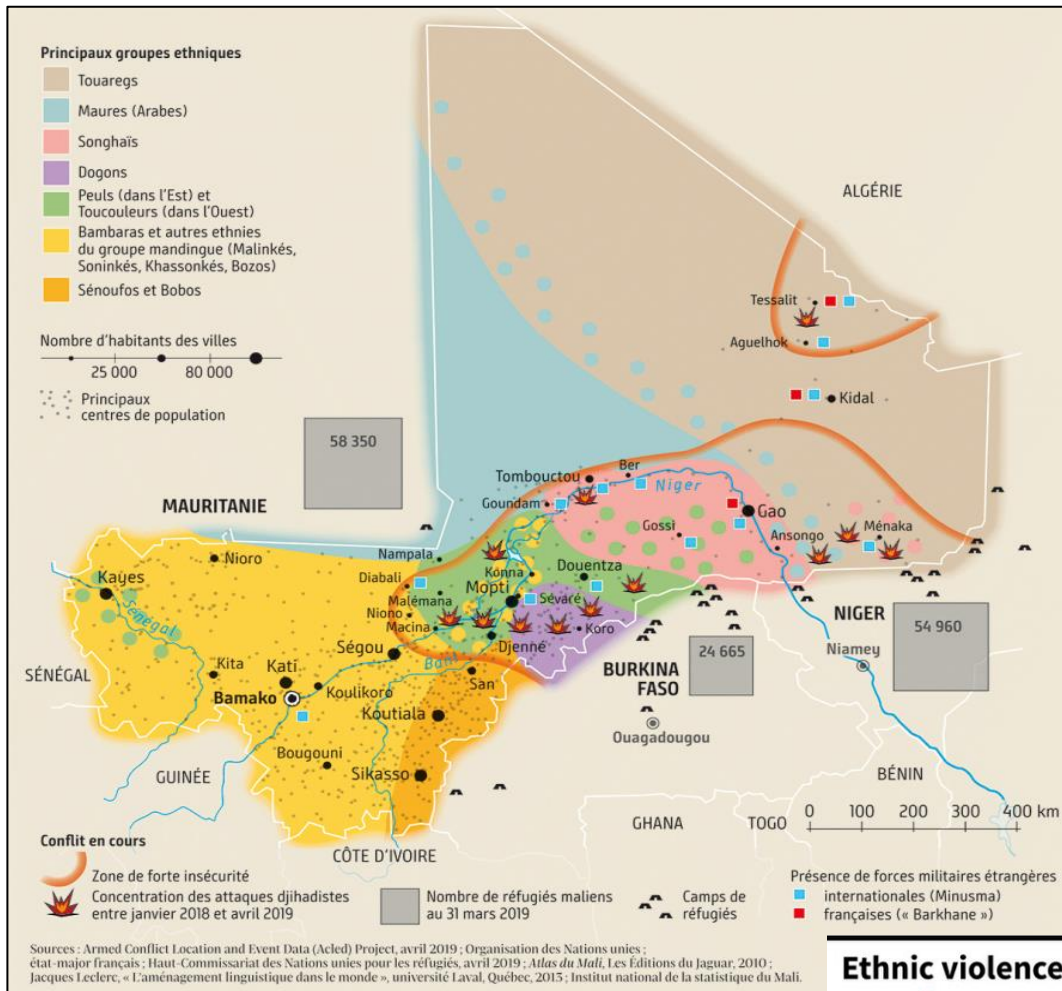 Principaux groupes ethniques
Touaregs
Maures (Arabes)
Songhaïs
Dogons
Peuls (dans l'Est) et
Toucouleurs (dans l'Ouest)
Bambaras et autres ethnies
du groupe mandingue (Malinkés,
Soninkés, Khassonkés, Bozos)
Sénoufos et Bobos
Nombre d'habitants des villes
25 000
80 000
Principaux
centres de population
58 350
MAURITANIE
ALGÉRIE
Tessalit
Aguelhok
Kidal
Tombouctou
Ber
Niger
Goundam
Gao
Gossi
Ansongo
Ménaka
Nampala
Nioro
Diabali
Konna
Douentza
Kayes
Malémana
Mopti
Sévaré
Niono
Macina
Koro
Sénégal
Djenné
Ségou
Bani
NIGER
54 960
24 665
Niamey
SÉNÉGAL
Kita
Kati
San
BURKINA
FASO
Bamako
Koulikoro
Koutiala
Ouagadougou
Bougouni
Sikasso
GUINÉE
BÉNIN
0 100 200 300 400 km
GHANA
TOGO
CÔTE D'IVOIRE
Conflit en cours
Zone de forte insécurité
Concentration des attaques djihadistes
entre janvier 2018 et avril 2019
Nombre de réfugiés maliens
au 31 mars 2019
Camps de
réfugiés
Présence de forces militaires étrangères
internationales (Minusma)
françaises (« Barkhane »)
Sources : Armed Conflict Location and Event Data (Acled) Project, avril 2019 ; Organisation des Nations unies ;
état-major français ; Haut-Commissariat des Nations unies pour les réfugiés, avril 2019 ; Atlas du Mali, Les Éditions du Jaguar, 2010 ;
Jacques Leclerc, « L'aménagement linguistique dans le monde », université Laval, Québec, 2013 ; Institut national de la statistique du Mali.
Ethnic violence